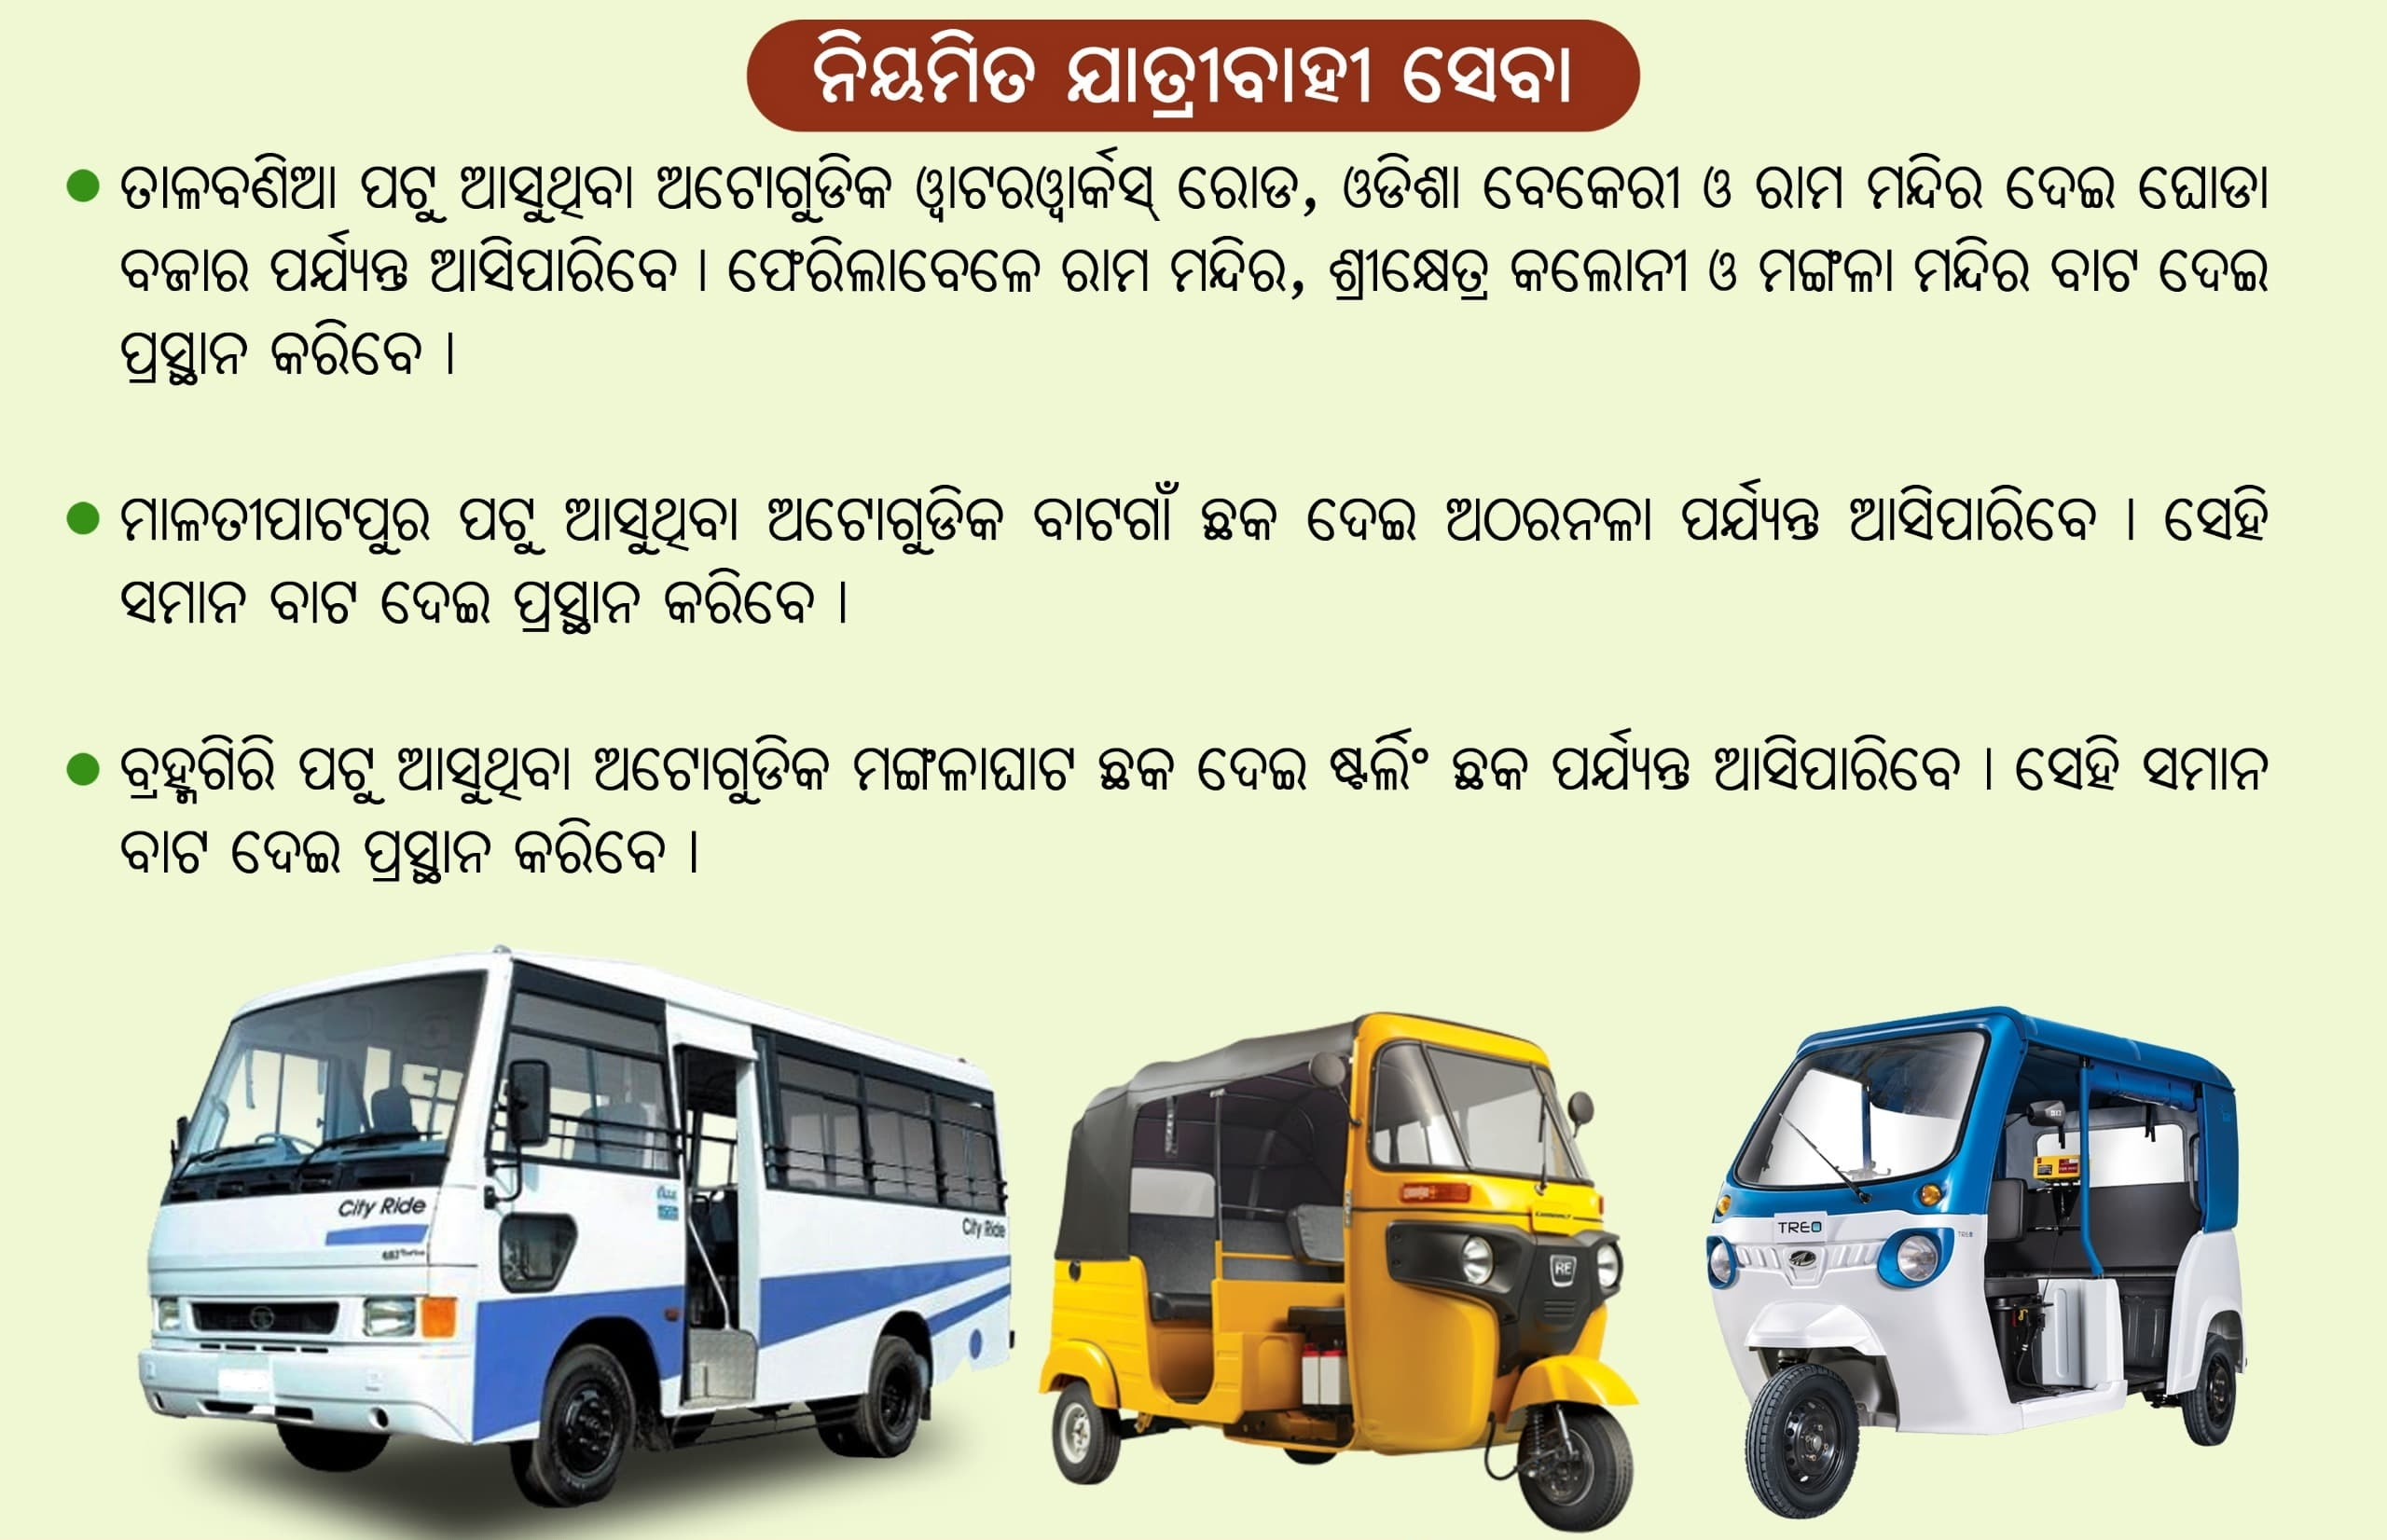 ନିୟମିତ ଯାତ୍ରୀବାହୀ ସେବା
ତାଳବଣିଆ ପଟୁ ଆସୁଥିବା ଅଟୋଗୁଡିକ ୱାଟରୱାର୍କସ୍ ରୋଡ, ଓଡିଶା ବେକେରୀ ଓ ରାମ ମନ୍ଦିର ଦେଇ ଘୋଡା
ବଜାର ପର୍ଯ୍ୟନ୍ତ ଆସିପାରିବେ । ଫେରିଲାବେଳେ ରାମ ମନ୍ଦିର, ଶ୍ରୀକ୍ଷେତ୍ର କଲୋନୀ ଓ ମଙ୍ଗଳା ମନ୍ଦିର ବାଟ ଦେଇ
ପ୍ରସ୍ଥାନ କରିବେ ।
ମାଳତୀପାଟପୁର ପଟୁ ଆସୁଥିବା ଅଟୋଗୁଡିକ ବାଟଗାଁ ଛକ ଦେଇ ଅଠରନଳା ପର୍ଯ୍ୟନ୍ତ ଆସିପାରିବେ । ସେହି
ସମାନ ବାଟ ଦେଇ ପ୍ରସ୍ଥାନ କରିବେ ।
ବ୍ରହ୍ମଗିରି ପଟୁ ଆସୁଥିବା ଅଟୋଗୁଡିକ ମଙ୍ଗଳାଘାଟ ଛକ ଦେଇ ଷ୍ଟର୍ଲିଂ ଛକ ପର୍ଯ୍ୟନ୍ତ ଆସିପାରିବେ । ସେହି ସମାନ
ବାଟ ଦେଇ ପ୍ରସ୍ଥାନ କରିବେ ।
City Ride
City Ride
RE
TREO